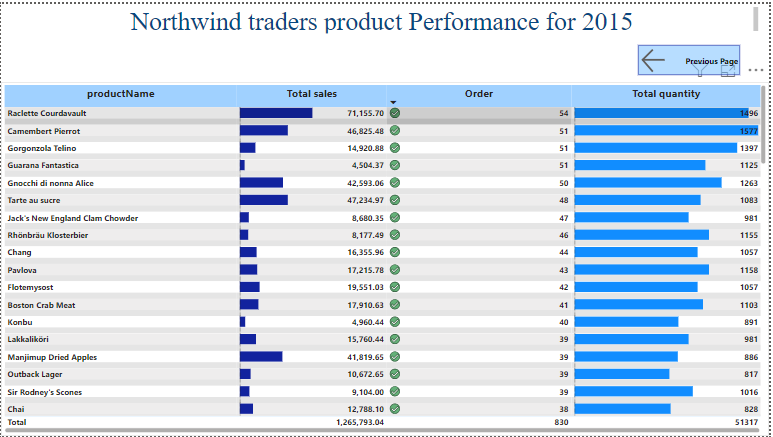 Northwind traders product Performance for 2015
Previous Page
productName Total sales Order Total quantity
Raclette Courdavault 71,155.70 54 1496
Camembert Pierrot 46,825.48 51 1577
Gorgonzola Telino 14,920.88 51 1397
Guarana Fantastica 4,504.37 51 1125
Gnocchi di nonna Alice 42,593.06 50 1263
Tarte au sucre 47,234.97 48 1083
Jack's New England Clam Chowder 8,680.35 47 981
Rhönbräu Klosterbier 8,177.49 46 1155
Chang 16,355.96 44 1057
Pavlova 17,215.78 43 1158
Flotemysost 19,551.03 42 1057
Boston Crab Meat 17,910.63 41 1103
Konbu 4,960.44 40 891
Lakkalikööri 15,760.44 39 981
Manjimup Dried Apples 41,819.65 39 886
Outback Lager 10,672.65 39 817
Sir Rodney's Scones 9,104.00 39 1016
Chai 12,788.10 38 828
Total 1,265,793.04 830 51317